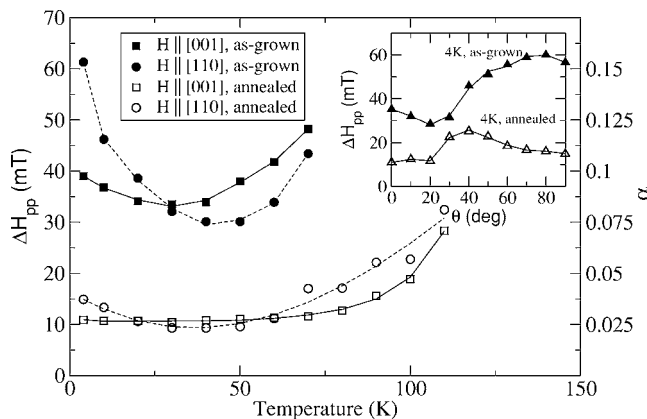 70
60
50
40
30
20
10
0
ΔH_pp (mT)
H || [001], as-grown
H || [110], as-grown
H || [001], annealed
H || [110], annealed
60
40
20
0
ΔH_pp (mT)
4K, as-grown
4K, annealed
0 20 40 60 80
θ (deg)
0.15
0.125
0.1
0.075
0.05
0.025
α
0 50 100 150
Temperature (K)